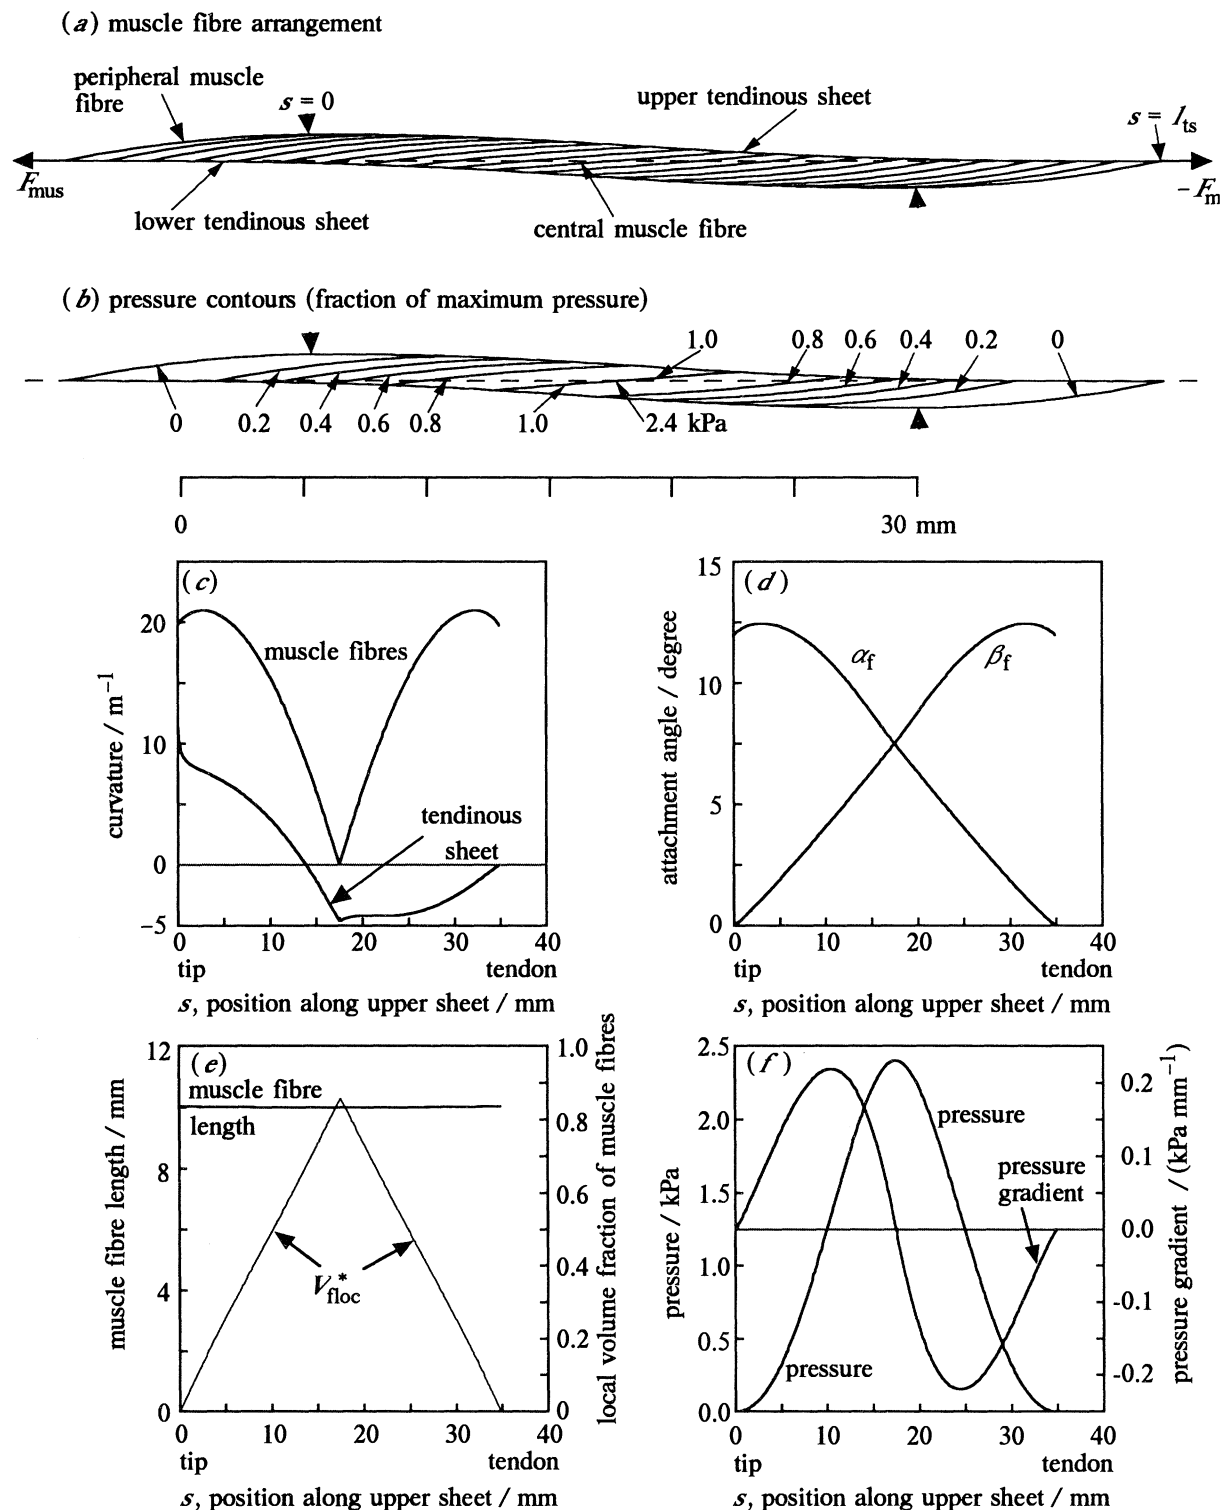 (a) muscle fibre arrangement
peripheral muscle
fibre
s = 0
upper tendinous sheet
s = l_ts
F_mus
– F_m
lower tendinous sheet
central muscle fibre
(b) pressure contours (fraction of maximum pressure)
1.0 0.8 0.6 0.4 0.2 0
0 0.2 0.4 0.6 0.8 1.0 2.4 kPa
0 30 mm
(c)
20
10
0
–5
curvature / m⁻¹
muscle fibres
tendinous
sheet
0 10 20 30 40
tip tendon
s, position along upper sheet / mm
(d)
15
10
5
0
attachment angle / degree
α_f
β_f
0 10 20 30 40
tip tendon
s, position along upper sheet / mm
(e)
12
8
4
0
muscle fibre length / mm
muscle fibre
length
V*_floc
1.0
0.8
0.6
0.4
0.2
0
local volume fraction of muscle fibres
0 10 20 30 40
tip tendon
s, position along upper sheet / mm
(f)
2.5
2.0
1.5
1.0
0.5
0.0
pressure / kPa
pressure
pressure
gradient
pressure
0.2
0.1
0.0
-0.1
-0.2
pressure gradient / (kPa mm⁻¹)
0 10 20 30 40
tip tendon
s, position along upper sheet / mm